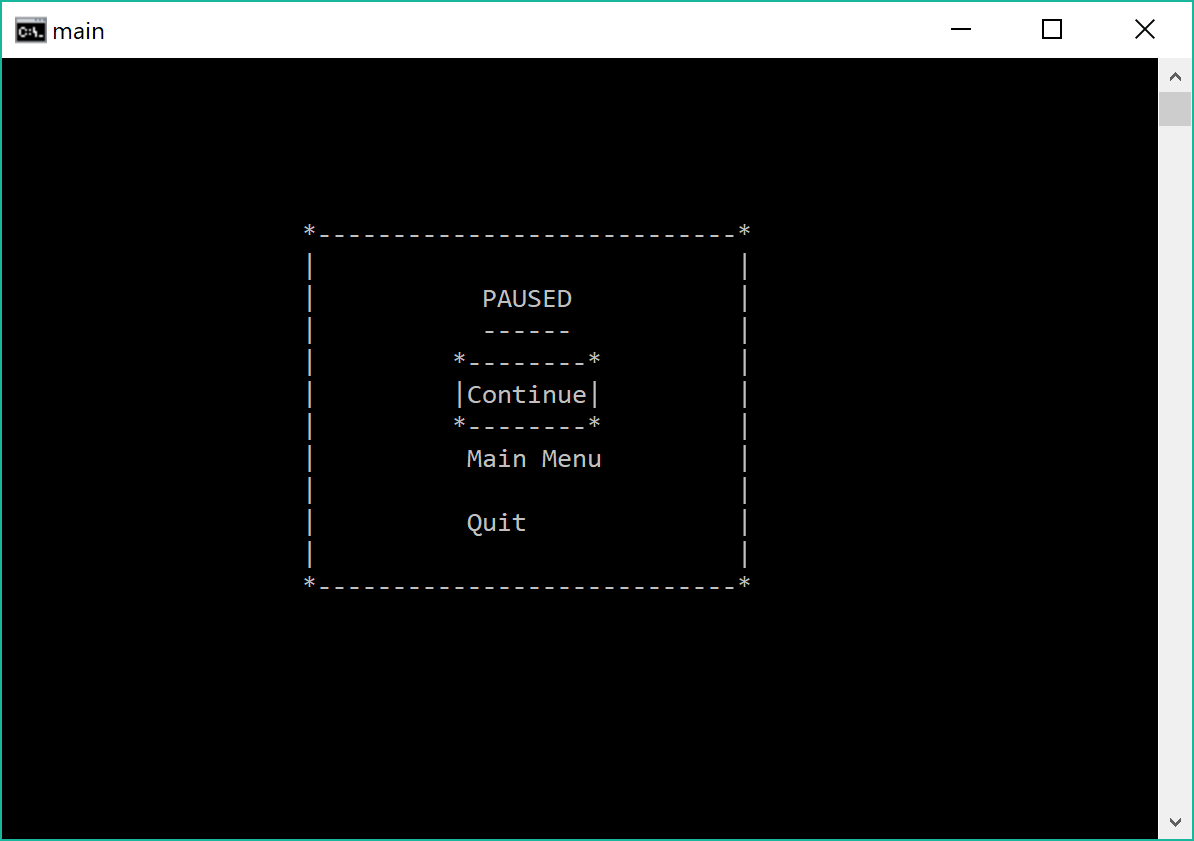 main
*----------------------------*
|                            |
|           PAUSED           |
|           ------           |
|         *--------*         |
|         |Continue|         |
|         *--------*         |
|          Main Menu         |
|                            |
|          Quit              |
|                            |
*----------------------------*